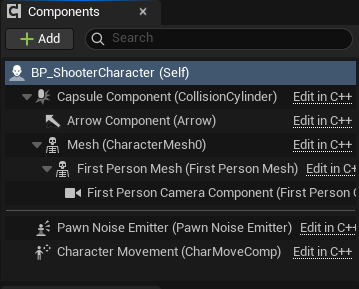 Components
Add
Search
BP_ShooterCharacter (Self)
Capsule Component (CollisionCylinder) Edit in C++
Arrow Component (Arrow) Edit in C++
Mesh (CharacterMesh0) Edit in C++
First Person Mesh (First Person Mesh) Edit in C+
First Person Camera Component (First Person
Pawn Noise Emitter (Pawn Noise Emitter) Edit in C++
Character Movement (CharMoveComp) Edit in C++